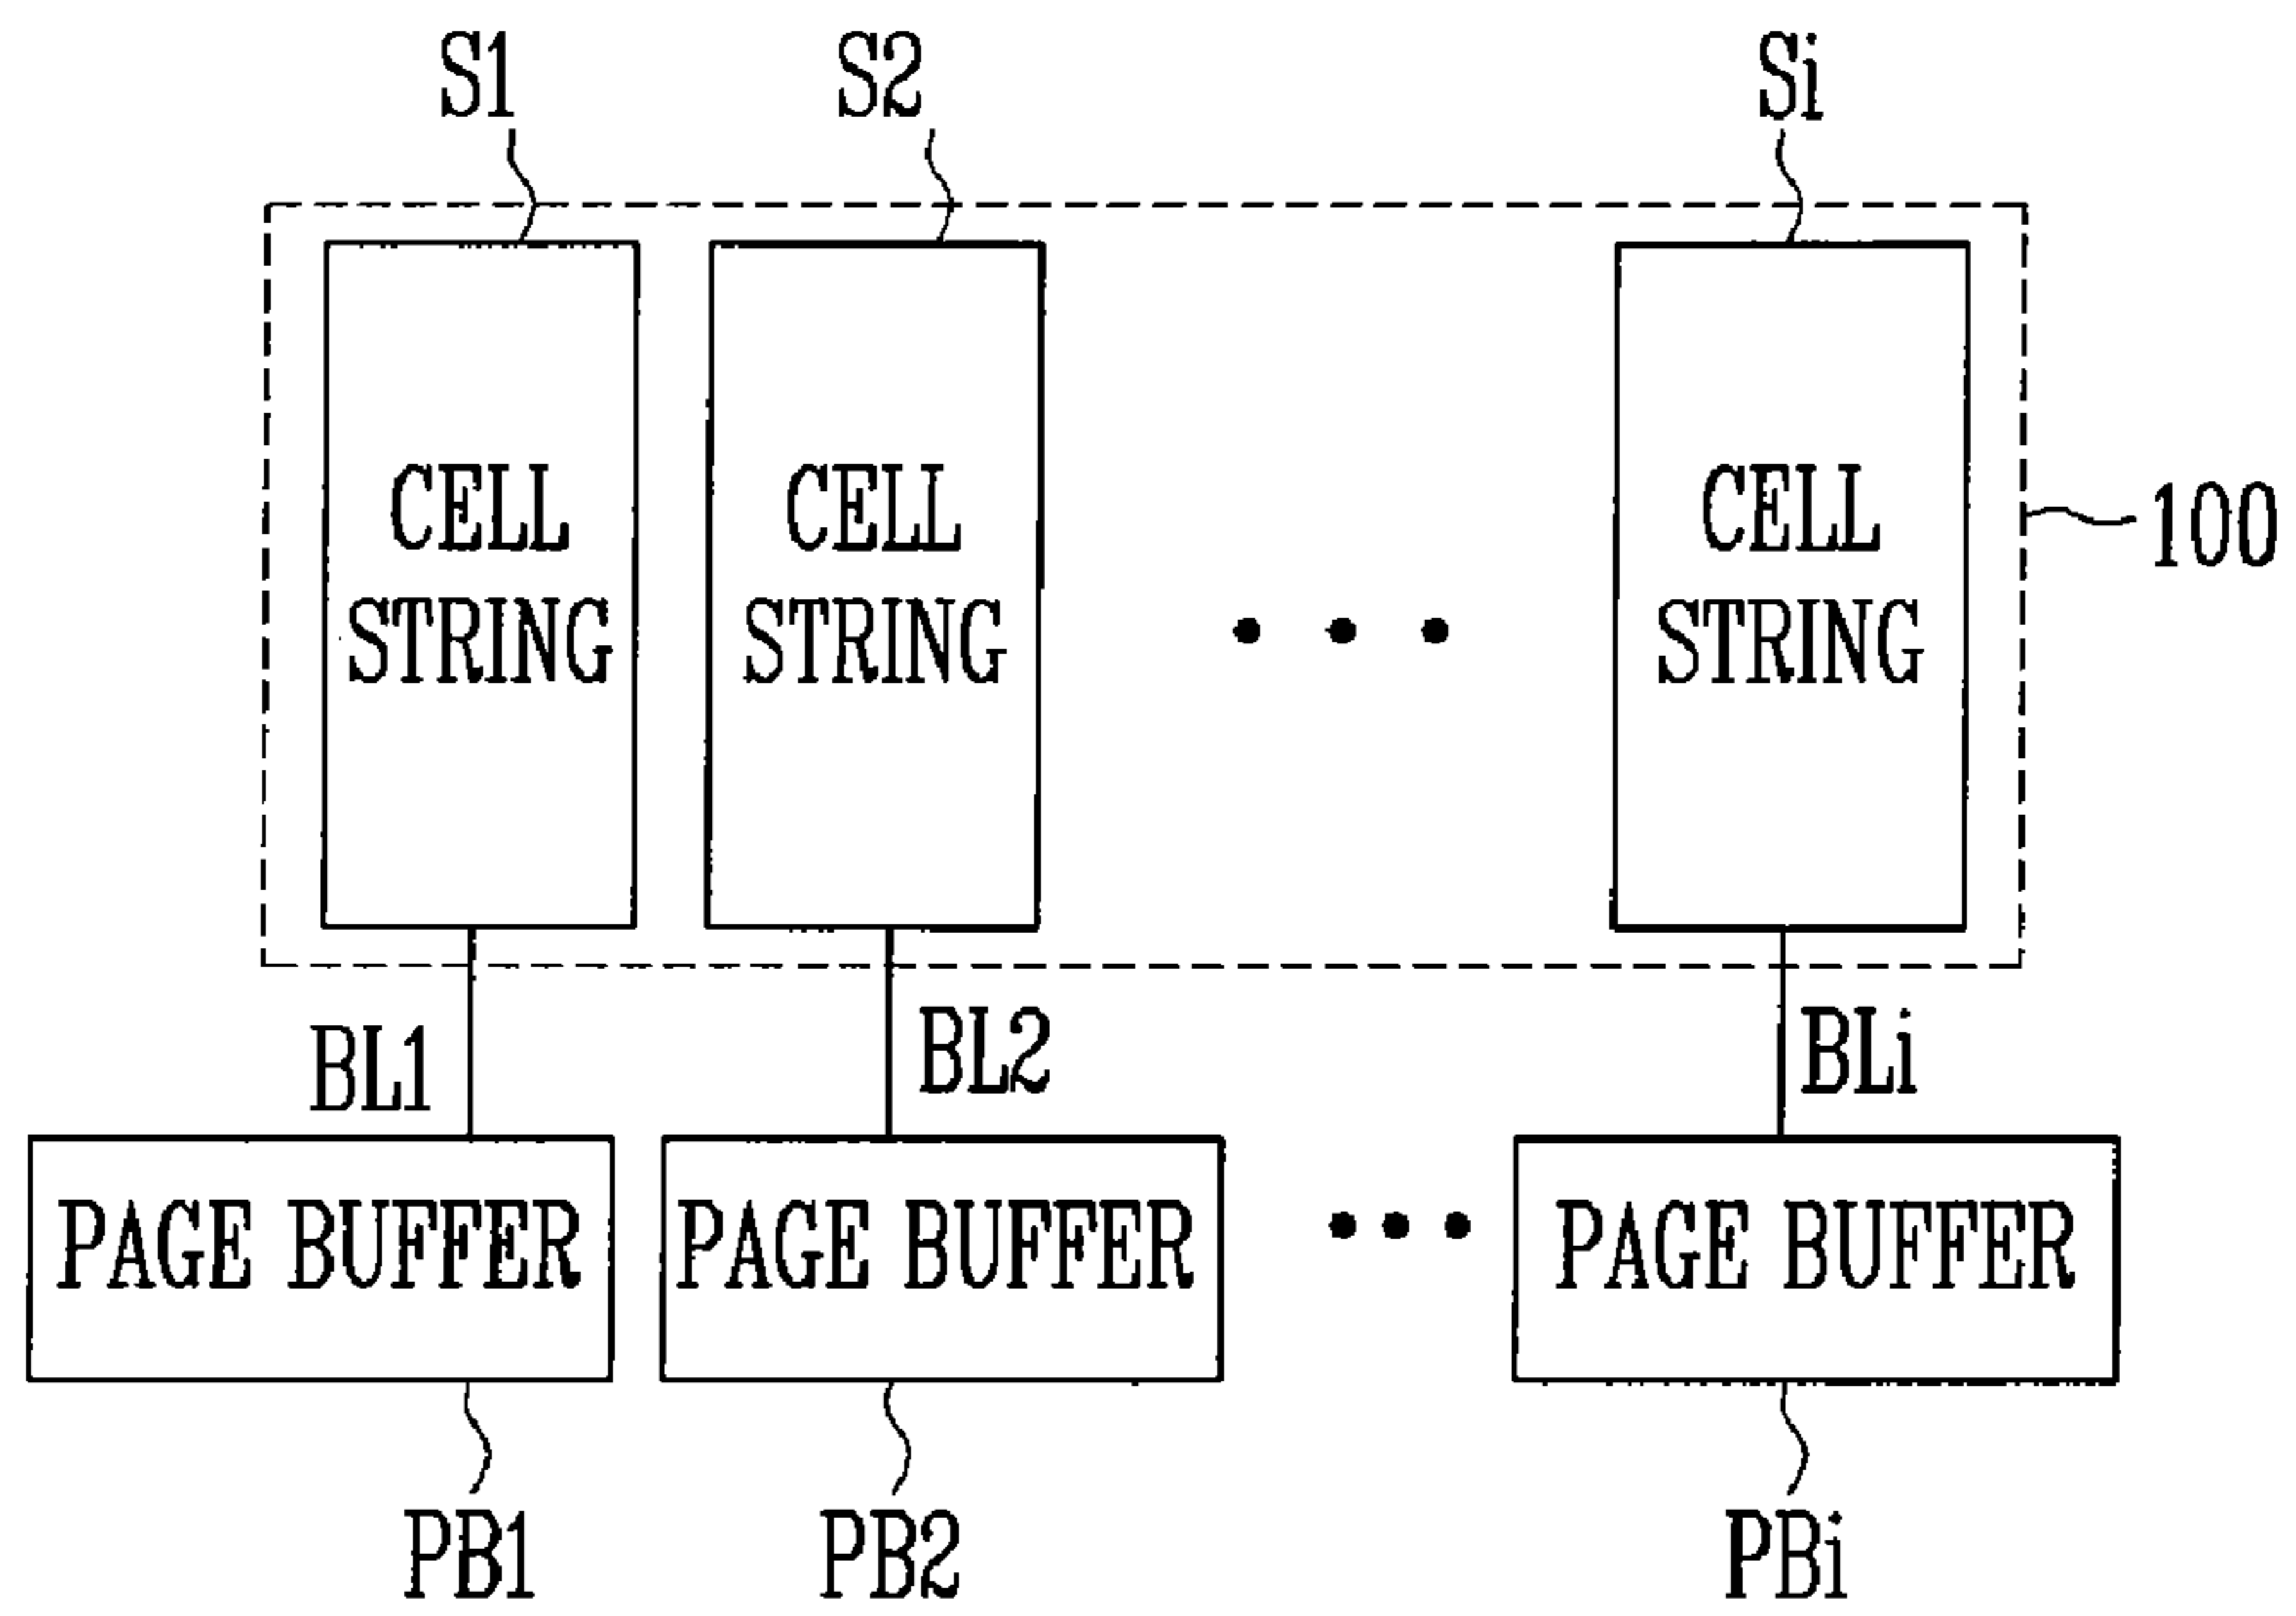 S1 S2 Si
CELL STRING
CELL STRING
CELL STRING
100
BL1 BL2 BLi
PAGE BUFFER PAGE BUFFER PAGE BUFFER
PB1 PB2 PBi